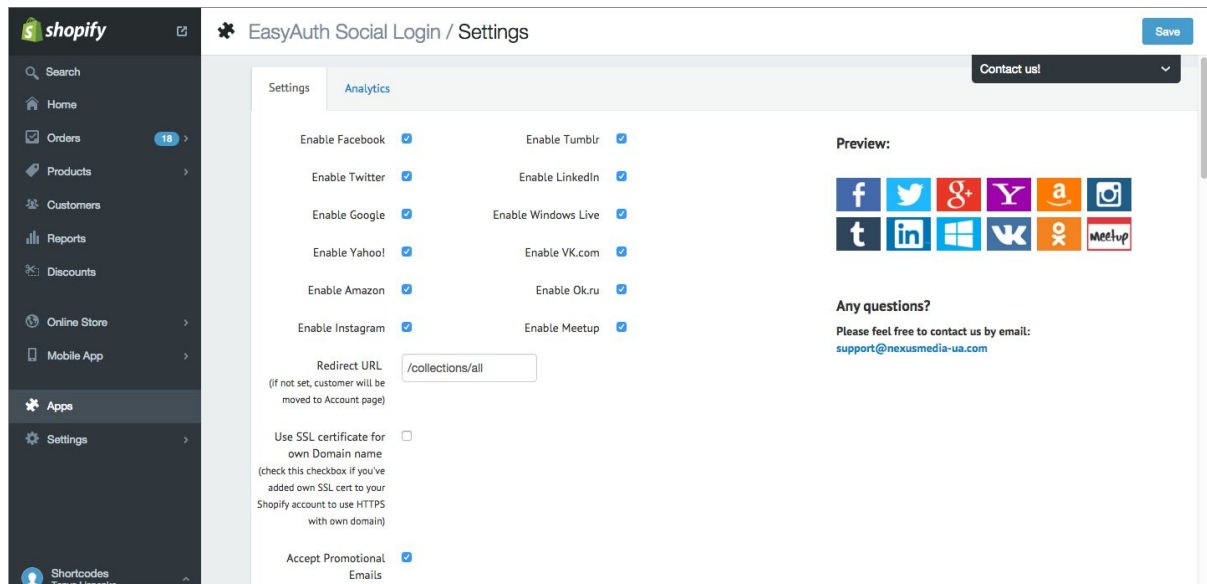 shopify
EasyAuth Social Login / Settings
Save
Search
Home
Orders 18
Products
Customers
Reports
Discounts
Online Store
Mobile App
Apps
Settings
Shortcodes
Contact us!
Settings
Analytics
Enable Facebook
Enable Tumblr
Enable Twitter
Enable LinkedIn
Enable Google
Enable Windows Live
Enable Yahoo!
Enable VK.com
Enable Amazon
Enable Ok.ru
Enable Instagram
Enable Meetup
Redirect URL
(if not set, customer will be
moved to Account page)
/collections/all
Use SSL certificate for
own Domain name
(check this checkbox if you've
added own SSL cert to your
Shopify account to use HTTPS
with own domain)
Accept Promotional
Emails
Preview:
f g+ Y a
t in VK Meetup
Any questions?
Please feel free to contact us by email:
support@nexusmedia-ua.com